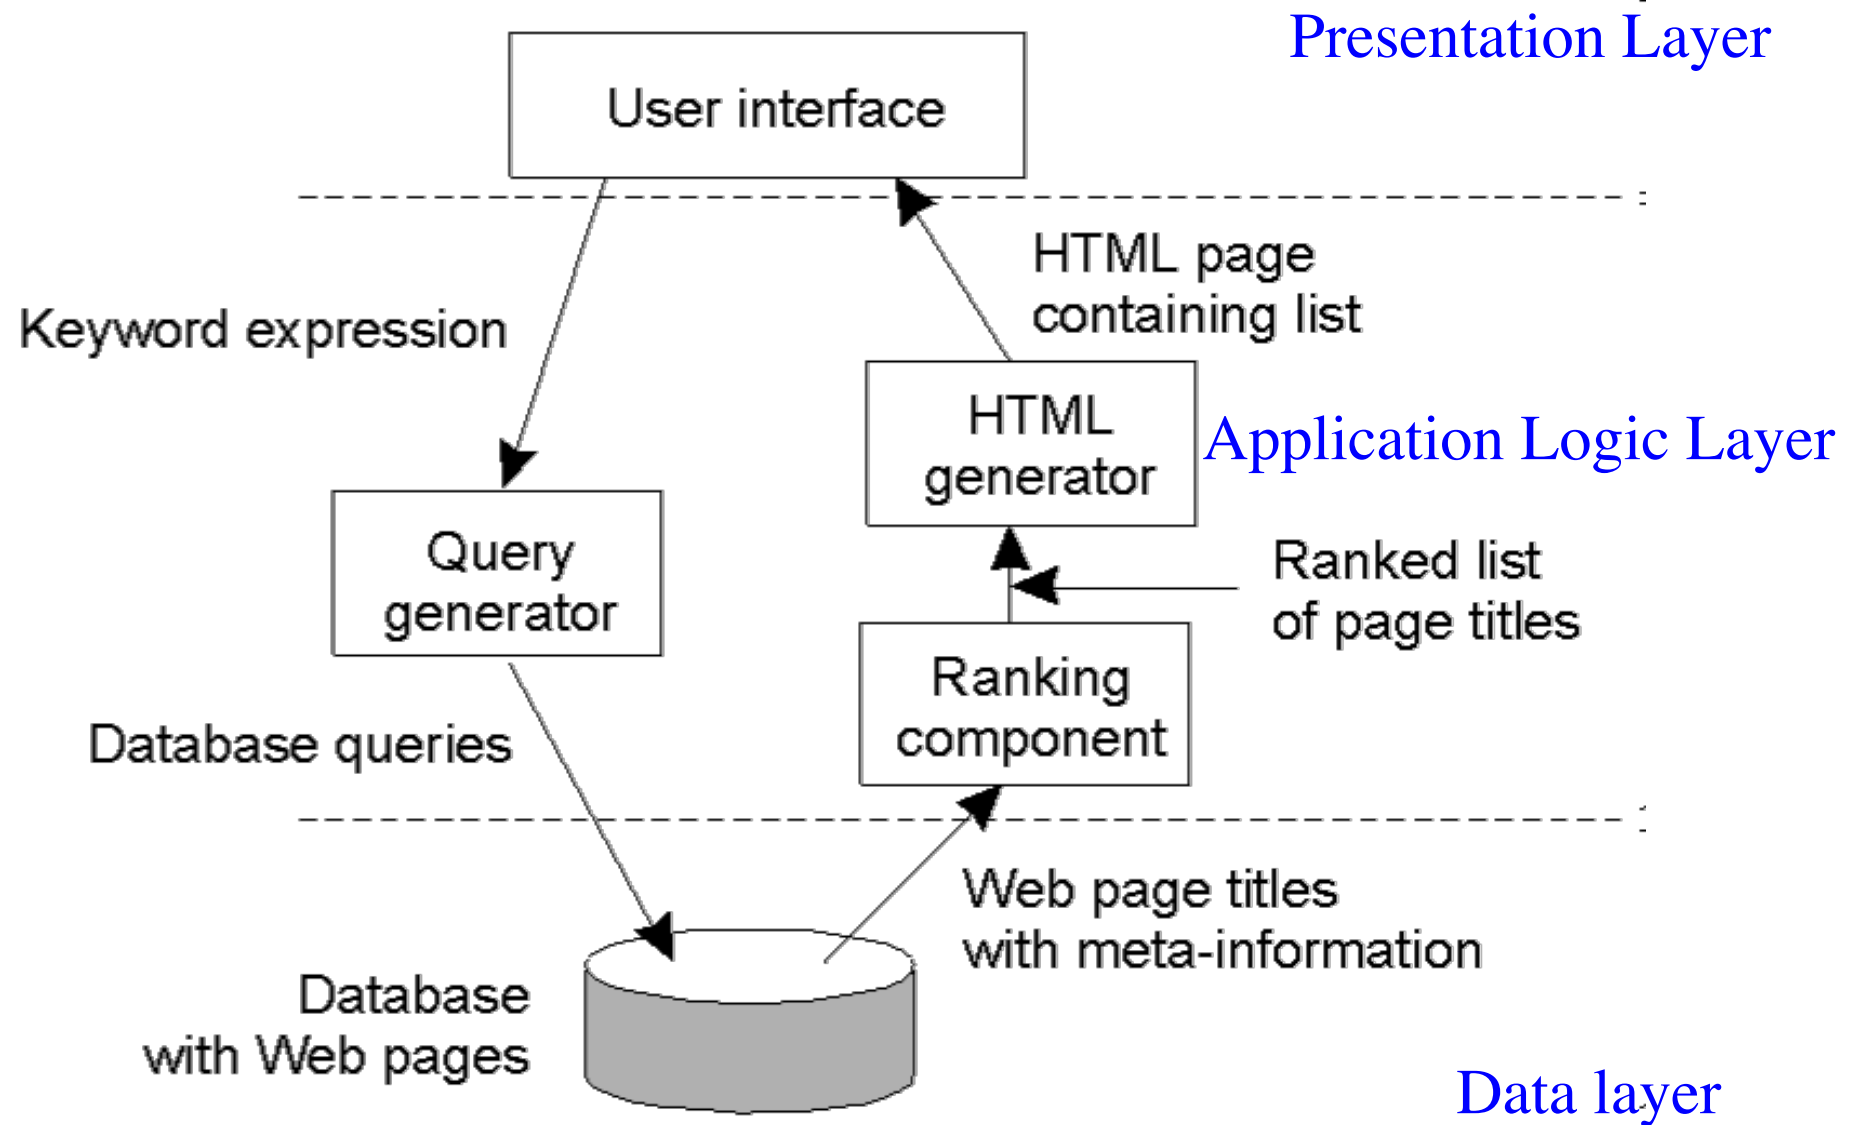 Presentation Layer
User interface
HTML page
containing list
Keyword expression
HTML
generator
Application Logic Layer
Query
generator
Ranked list
of page titles
Ranking
component
Database queries
Web page titles
with meta-information
Database
with Web pages
Data layer